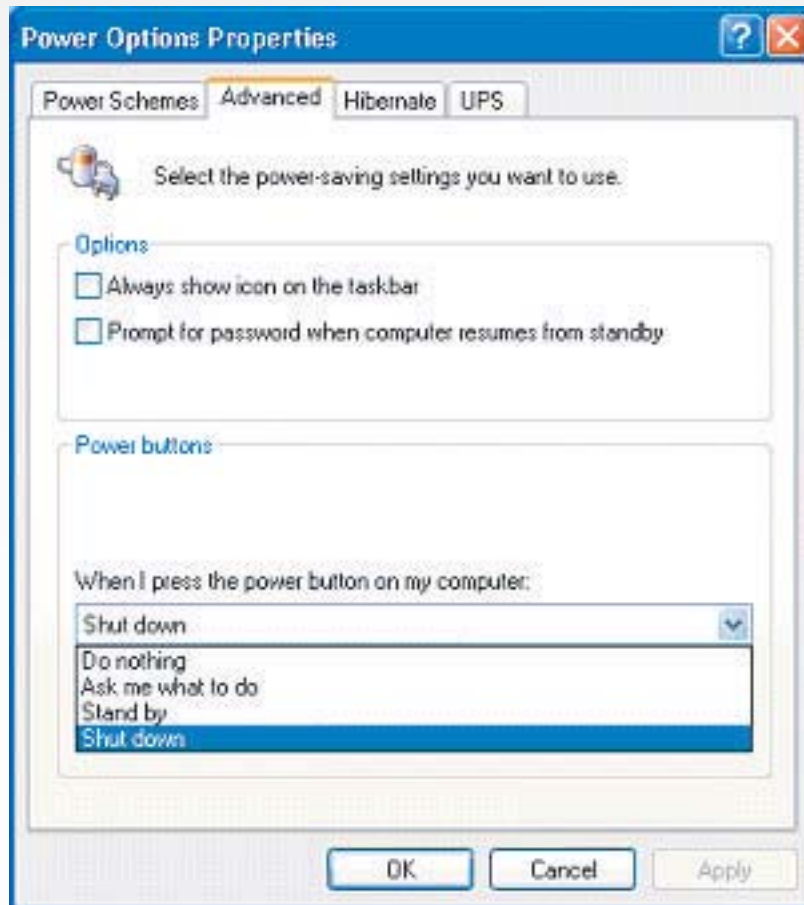 Power Options Properties
Power Schemes Advanced Hibernate UPS
Select the power-saving settings you want to use.
Options
Always show icon on the taskbar
Prompt for password when computer resumes from standby
Power buttons
When I press the power button on my computer:
Shut down
Do nothing
Ask me what to do
Stand by
Shut down
OK Cancel Apply